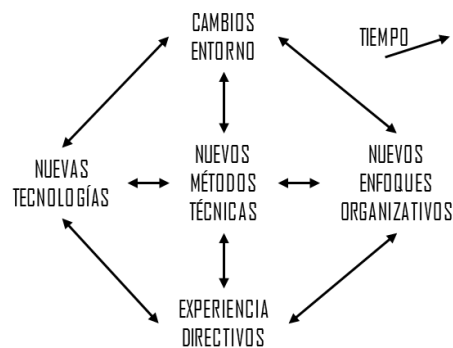 CAMBIOS
ENTORNO
TIEMPO
NUEVAS
TECNOLOGÍAS
NUEVOS
MÉTODOS
TÉCNICAS
NUEVOS
ENFOQUES
ORGANIZATIVOS
EXPERIENCIA
DIRECTIVOS